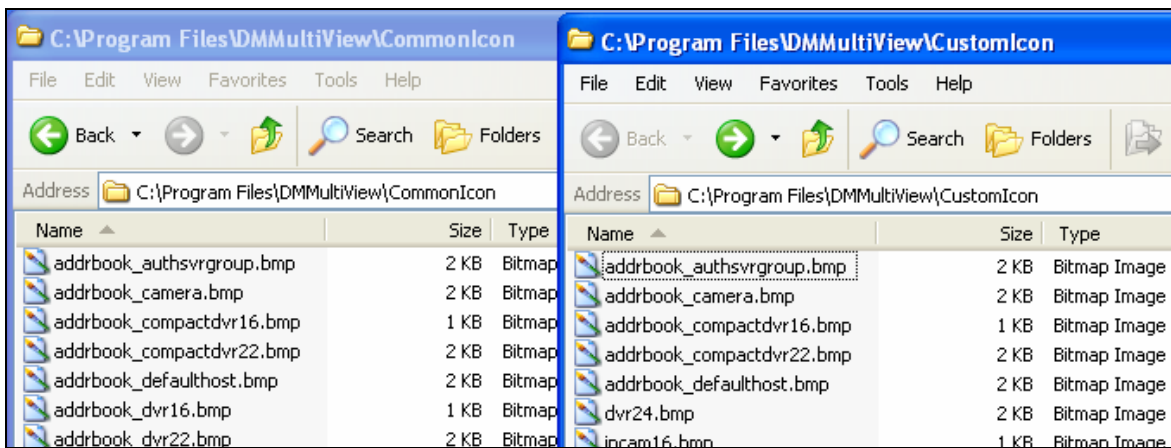 C:\Program Files\DMMultiView\CommonIcon
File Edit View Favorites Tools Help
Back Search Folders
Address C:\Program Files\DMMultiView\CommonIcon
Name Size Type
addrbook_authsvrgroup.bmp 2 KB Bitmap
addrbook_camera.bmp 2 KB Bitmap
addrbook_compactdvr16.bmp 1 KB Bitmap
addrbook_compactdvr22.bmp 2 KB Bitmap
addrbook_defaulthost.bmp 2 KB Bitmap
addrbook_dvr16.bmp 1 KB Bitmap
addrbook_dvr22.bmp 2 KB Bitmap
C:\Program Files\DMMultiView\CustomIcon
File Edit View Favorites Tools Help
Back Search Folders
Address C:\Program Files\DMMultiView\CustomIcon
Name Size Type
addrbook_authsvrgroup.bmp 2 KB Bitmap Image
addrbook_camera.bmp 2 KB Bitmap Image
addrbook_compactdvr16.bmp 1 KB Bitmap Image
addrbook_compactdvr22.bmp 2 KB Bitmap Image
addrbook_defaulthost.bmp 2 KB Bitmap Image
dvr24.bmp 2 KB Bitmap Image
ipcam16.bmp 1 KB Bitmap Image